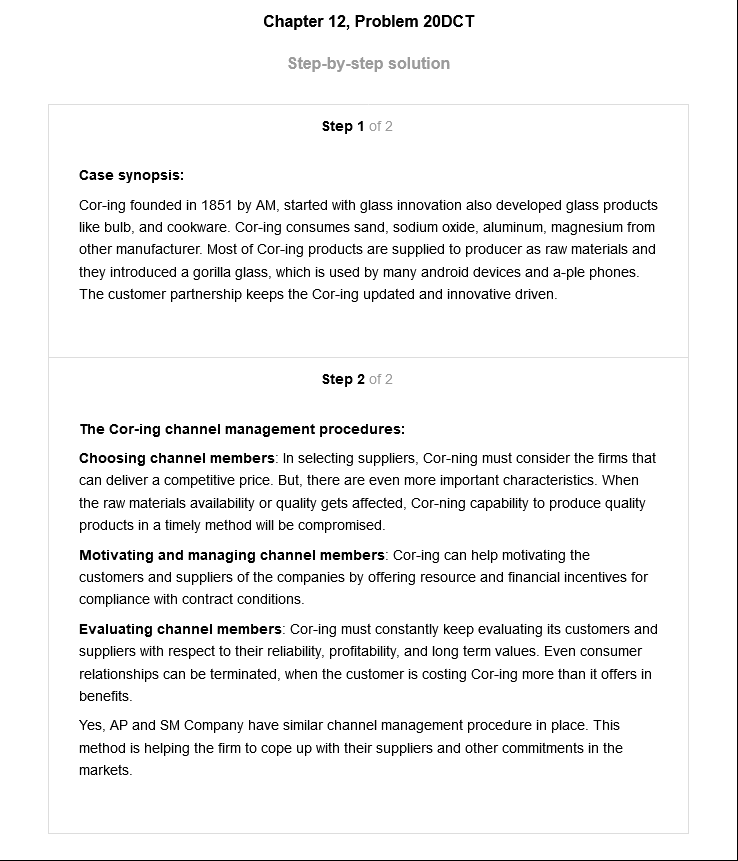 Chapter 12, Problem 20DCT
Step-by-step solution
Step 1 of 2
Case synopsis:
Cor-ing founded in 1851 by AM, started with glass innovation also developed glass products
like bulb, and cookware. Cor-ing consumes sand, sodium oxide, aluminum, magnesium from
other manufacturer. Most of Cor-ing products are supplied to producer as raw materials and
they introduced a gorilla glass, which is used by many android devices and a-ple phones.
The customer partnership keeps the Cor-ing updated and innovative driven.
Step 2 of 2
The Cor-ing channel management procedures:
Choosing channel members: In selecting suppliers, Cor-ning must consider the firms that
can deliver a competitive price. But, there are even more important characteristics. When
the raw materials availability or quality gets affected, Cor-ning capability to produce quality
products in a timely method will be compromised.
Motivating and managing channel members: Cor-ing can help motivating the
customers and suppliers of the companies by offering resource and financial incentives for
compliance with contract conditions.
Evaluating channel members: Cor-ing must constantly keep evaluating its customers and
suppliers with respect to their reliability, profitability, and long term values. Even consumer
relationships can be terminated, when the customer is costing Cor-ing more than it offers in
benefits.
Yes, AP and SM Company have similar channel management procedure in place. This
method is helping the firm to cope up with their suppliers and other commitments in the
markets.